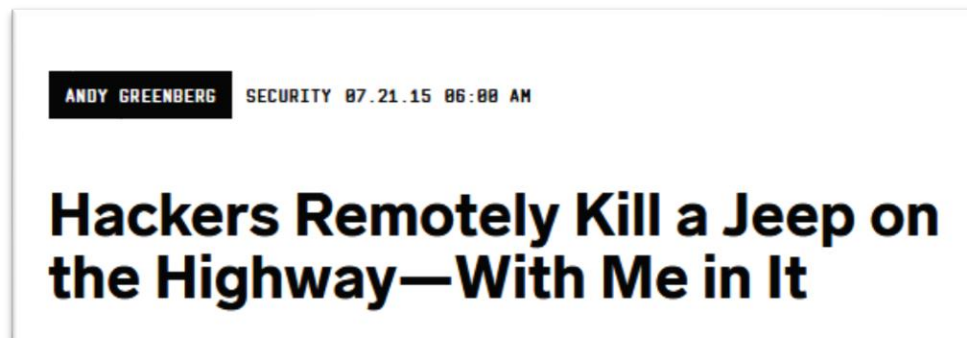 ANDY GREENBERG SECURITY 07.21.15 06:00 AM
Hackers Remotely Kill a Jeep on
the Highway—With Me in It